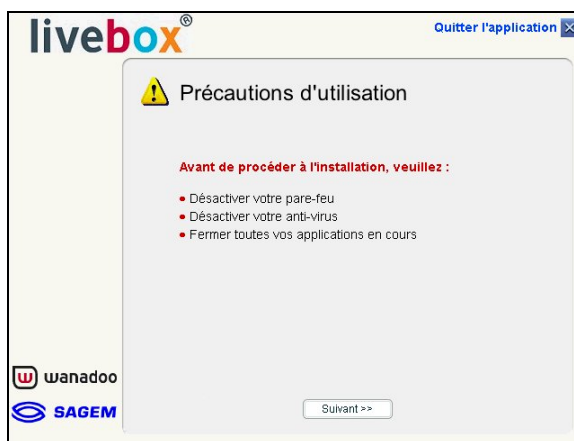 livebox®
Quitter l'application
Précautions d'utilisation
Avant de procéder à l'installation, veuillez :
• Désactiver votre pare-feu
• Désactiver votre anti-virus
• Fermer toutes vos applications en cours
wanadoo
SAGEM
Suivant >>